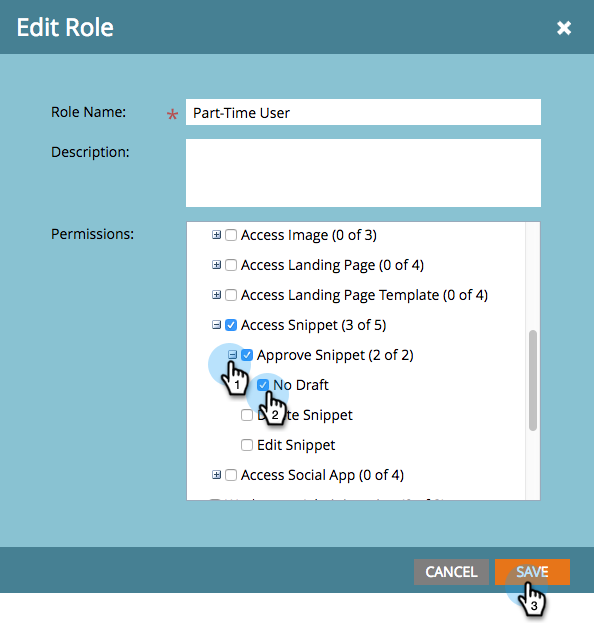 Edit Role
Role Name: * Part-Time User
Description:
Permissions:
Access Image (0 of 3)
Access Landing Page (0 of 4)
Access Landing Page Template (0 of 4)
Access Snippet (3 of 5)
Approve Snippet (2 of 2)
1
No Draft
2
Snippet
Edit Snippet
Access Social App (0 of 4)
CANCEL SAVE
3